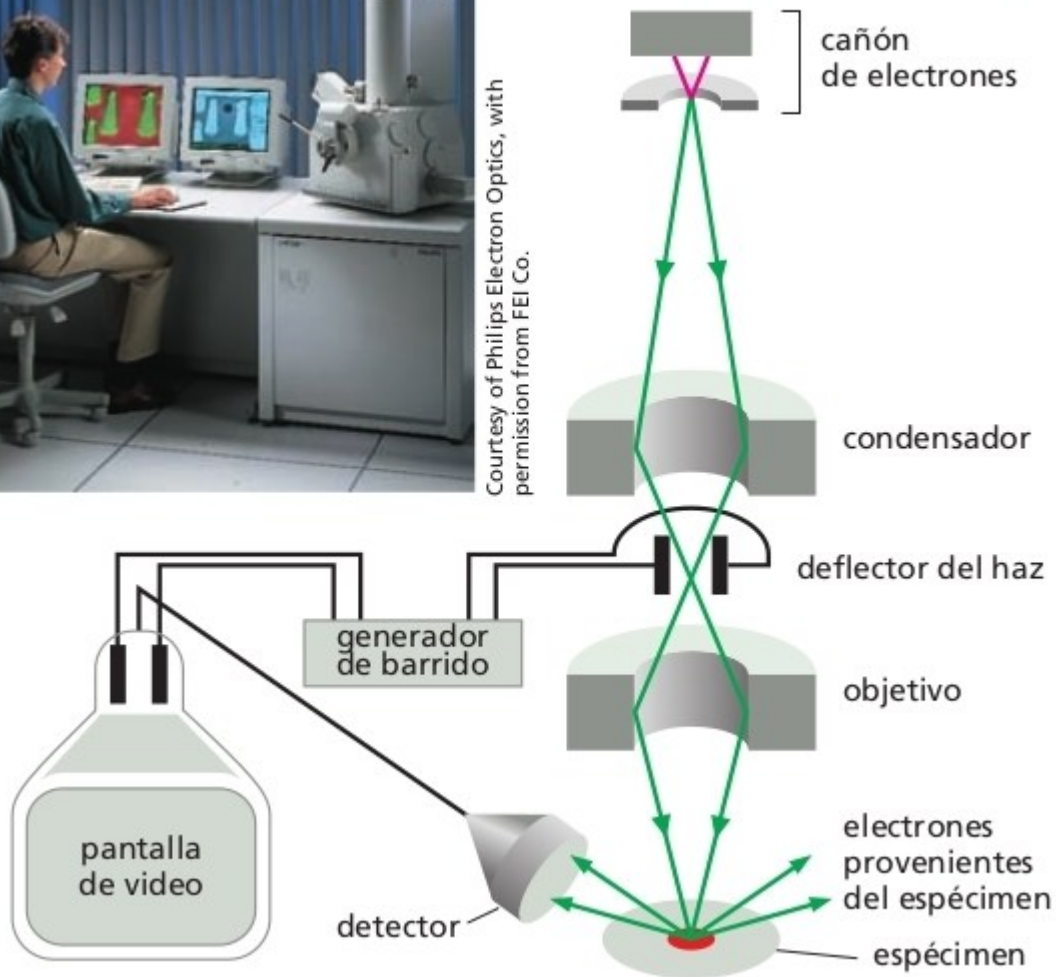 cañón
de electrones
Courtesy of Philips Electron Optics, with
permission from FEI Co.
condensador
deflector del haz
generador
de barrido
objetivo
pantalla
de video
electrones
provenientes
del espécimen
detector
espécimen